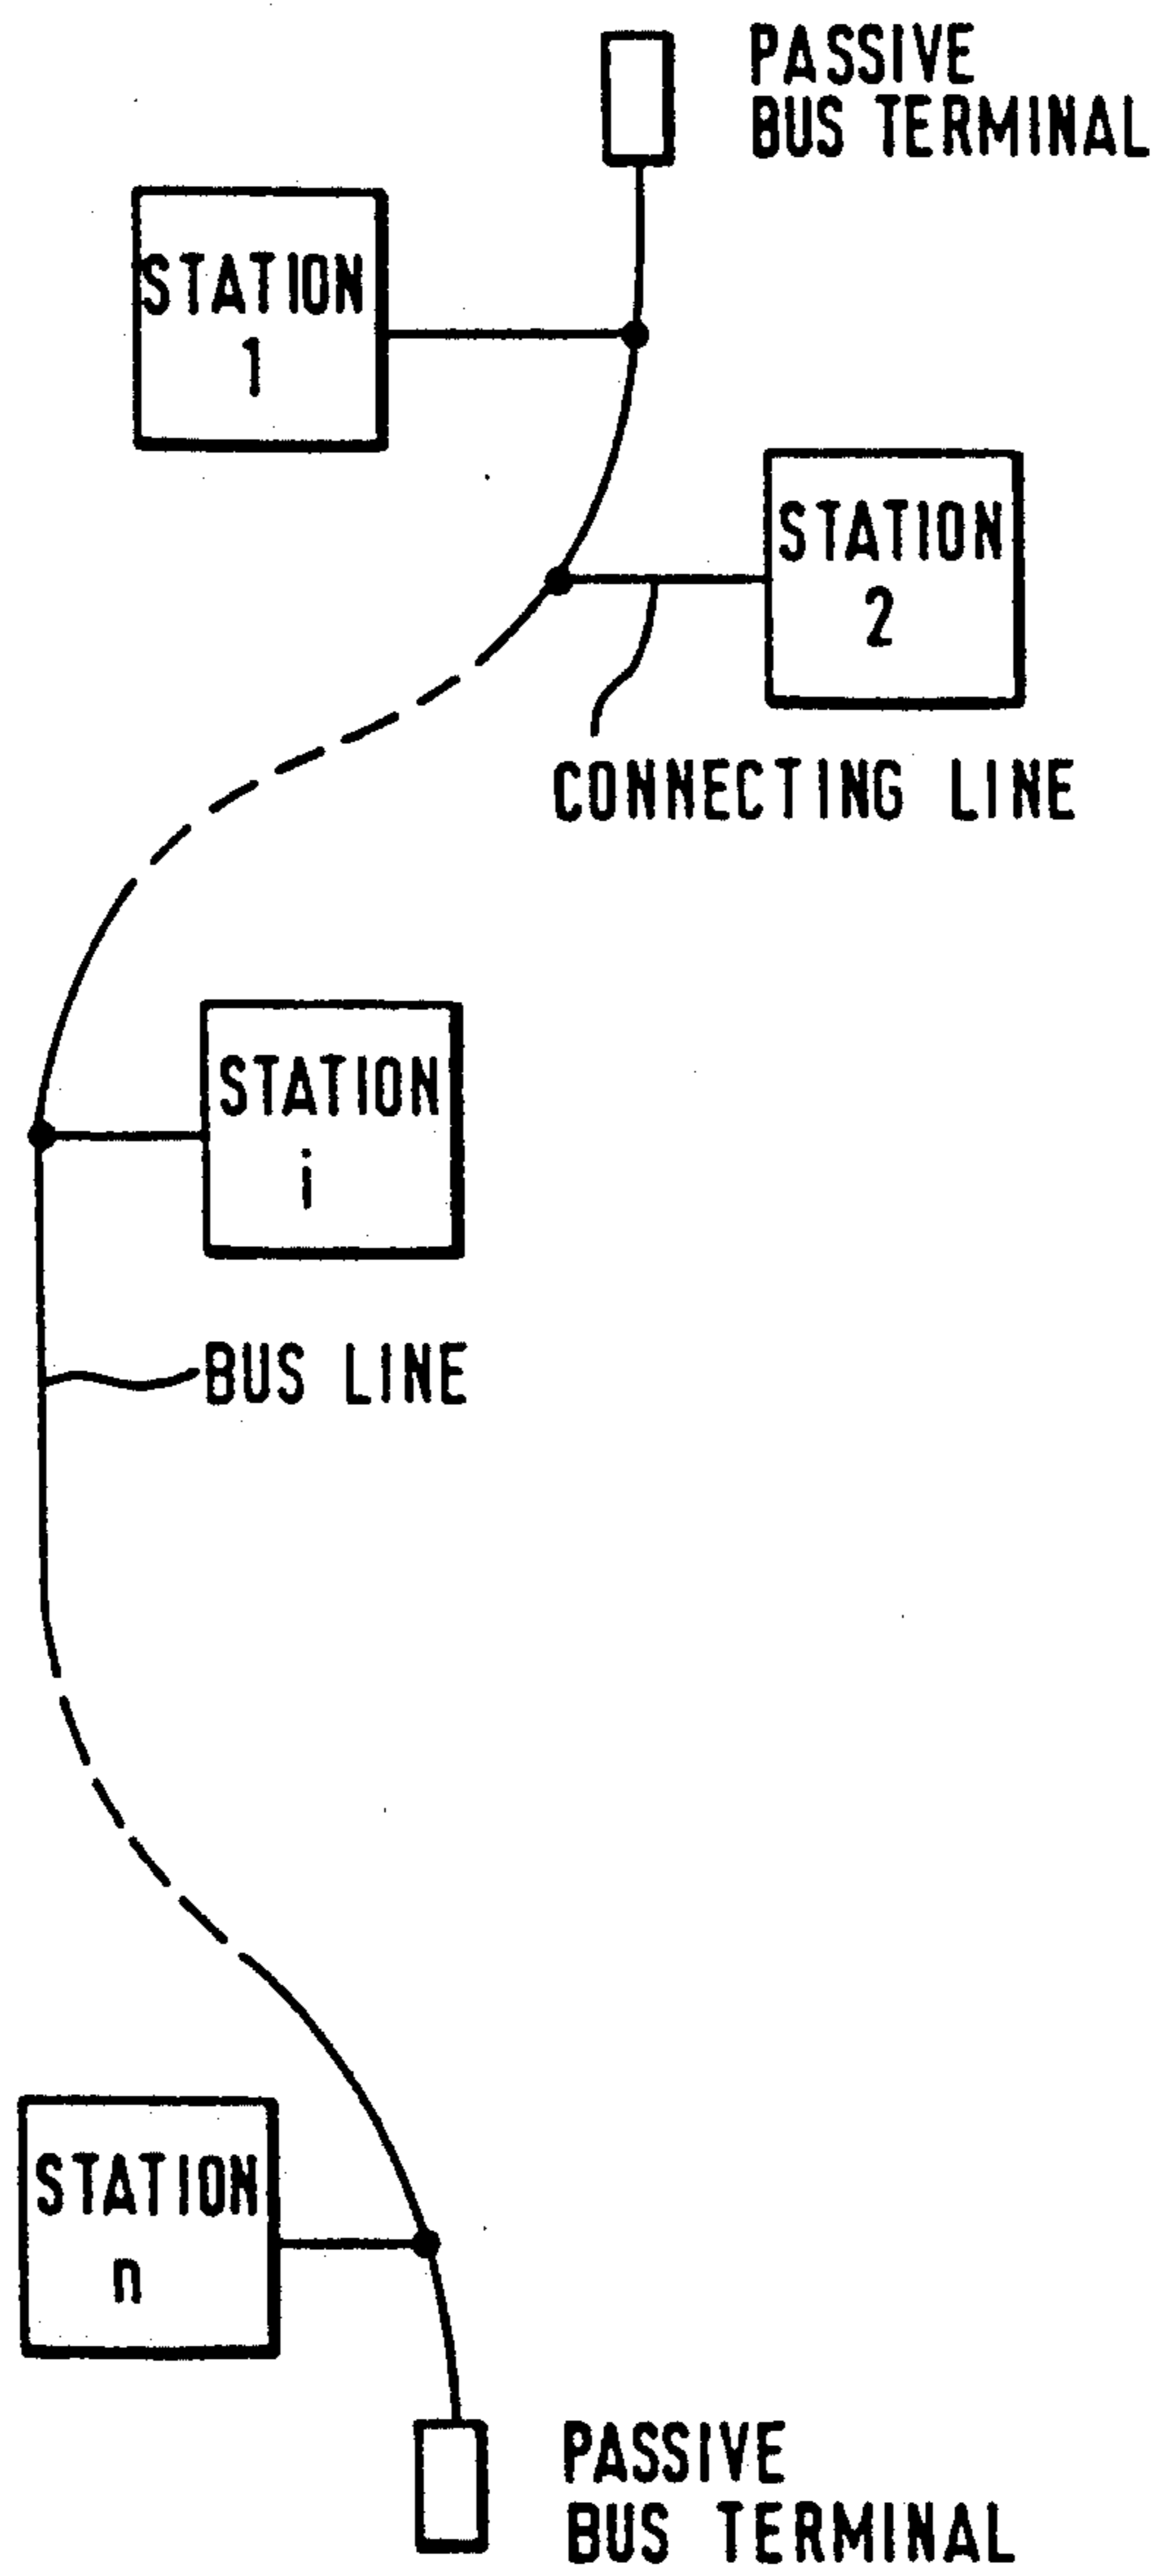 PASSIVE
BUS TERMINAL
STATION
1
STATION
2
CONNECTING LINE
STATION
i
BUS LINE
STATION
n
PASSIVE
BUS TERMINAL